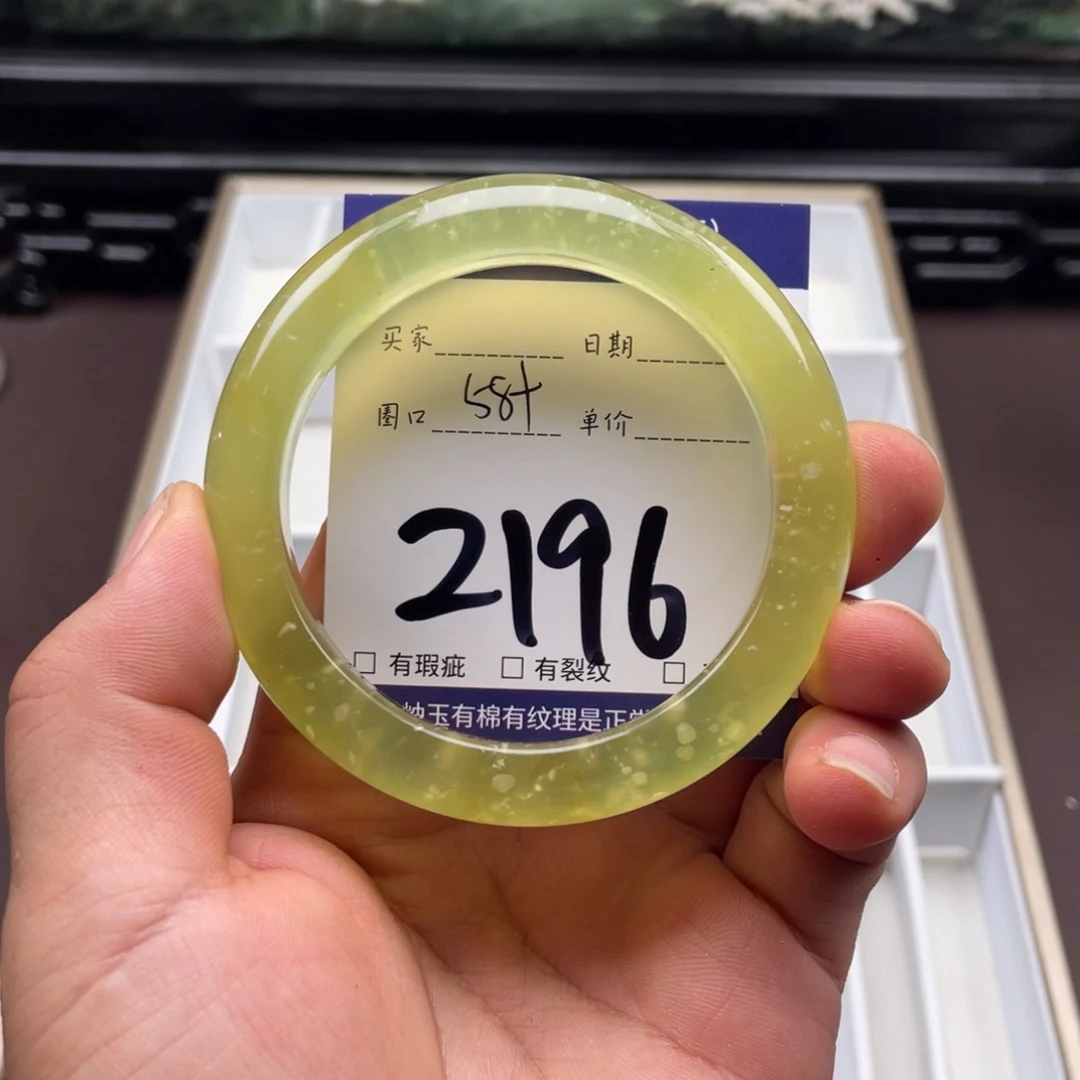 买家 日期
圈口 58+ 单价
2196
□ 有瑕疵 □ 有裂纹 □
玉有棉有纹理是正常